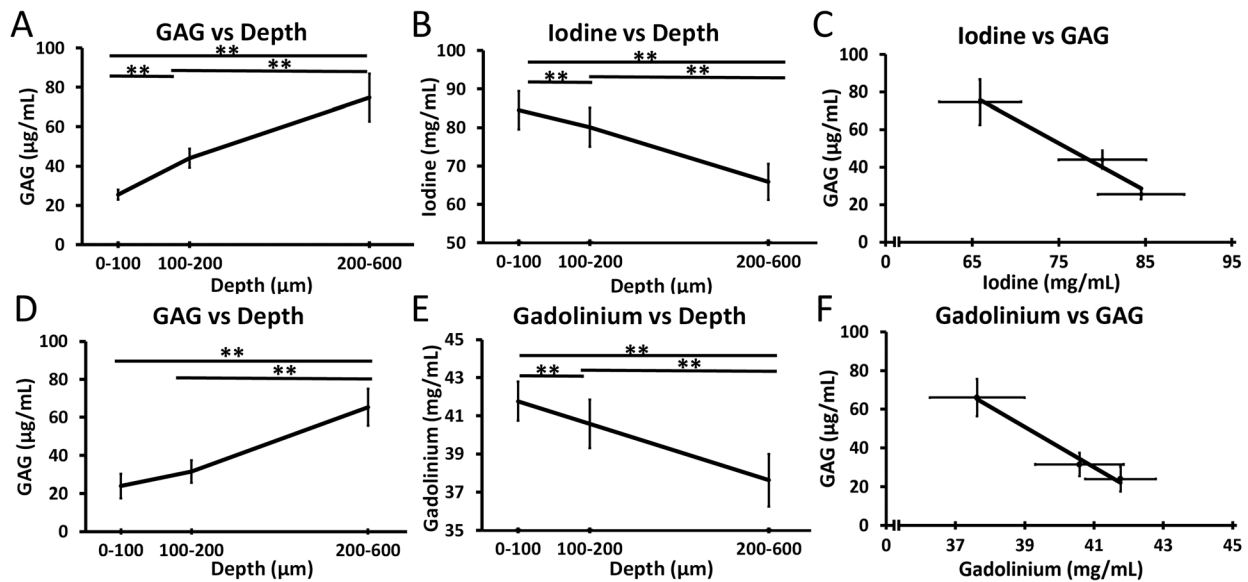 A
GAG vs Depth
**
**
**
100
80
60
40
20
0
GAG (µg/mL)
0-100
100-200
200-600
Depth (µm)
B
Iodine vs Depth
**
**
**
100
90
80
70
60
50
Iodine (mg/mL)
0-100
100-200
200-600
Depth (µm)
C
Iodine vs GAG
100
80
60
40
20
0
GAG (µg/mL)
0
65
75
85
95
Iodine (mg/mL)
D
GAG vs Depth
**
**
100
80
60
40
20
0
GAG (µg/mL)
0-100
100-200
200-600
Depth (µm)
E
Gadolinium vs Depth
**
**
**
45
43
41
39
37
35
Gadolinium (mg/mL)
0-100
100-200
200-600
Depth (µm)
F
Gadolinium vs GAG
100
80
60
40
20
0
GAG (µg/mL)
0
37
39
41
43
45
Gadolinium (mg/mL)